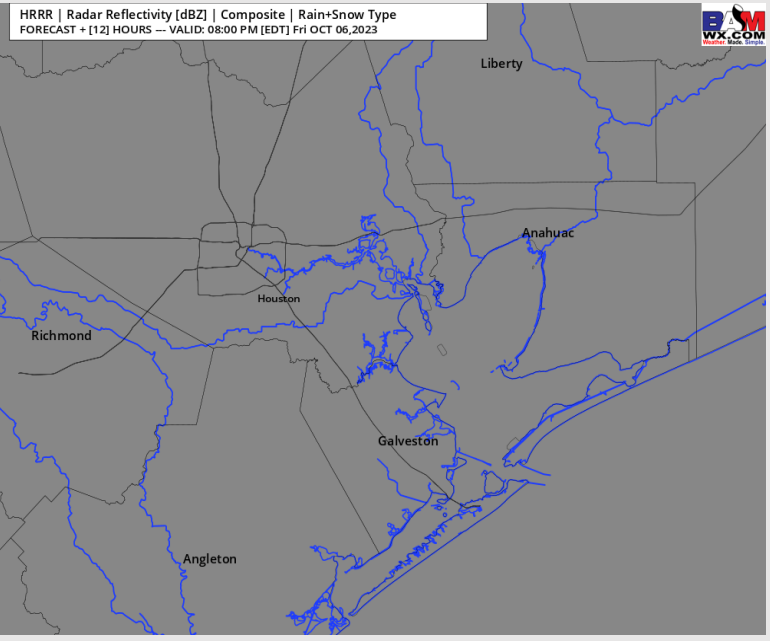 HRRR | Radar Reflectivity [dBZ] | Composite | Rain+Snow Type
FORECAST + [12] HOURS --- VALID: 08:00 PM [EDT] Fri OCT 06,2023
BAM
WX.COM
Weather. Made. Simple.
Liberty
Anahuac
Houston
Richmond
Galveston
Angleton